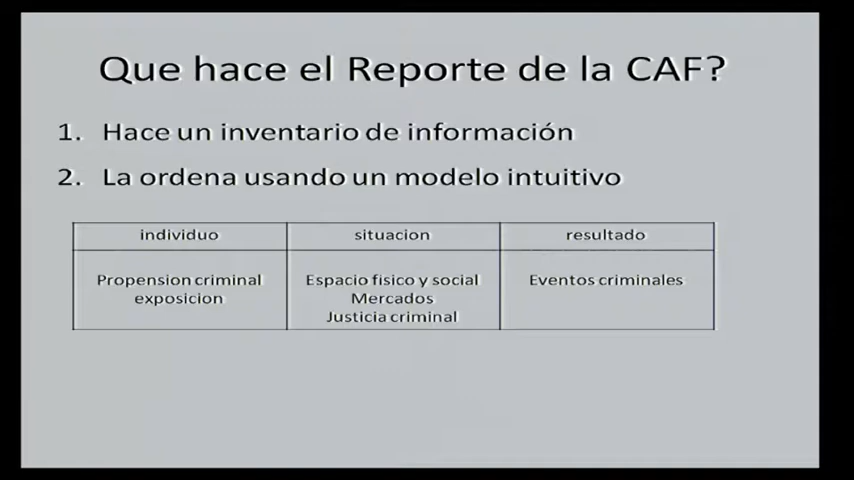 Que hace el Reporte de la CAF?
1. Hace un inventario de información
2. La ordena usando un modelo intuitivo
individuo situacion resultado
Propension criminal Espacio fisico y social Eventos criminales
exposicion Mercados
Justicia criminal